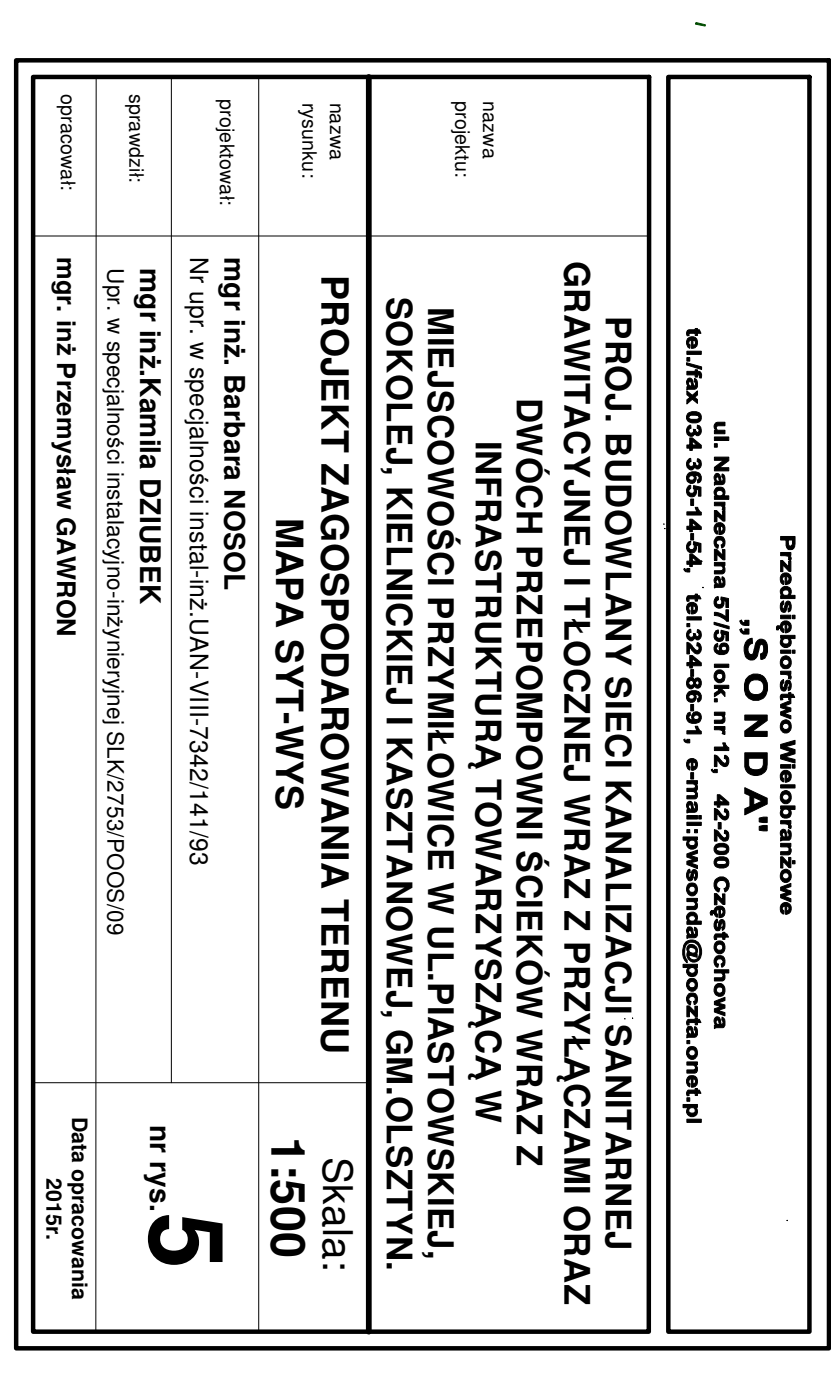 Przedsiębiorstwo Wielobranżowe
„S O N D A"
ul. Nadrzeczna 57/59 lok. nr 12, 42-200 Częstochowa
tel./fax 034 365-14-54, tel.324-86-91, e-mail:pwsonda@poczta.onet.pl
nazwa
projektu:
PROJ. BUDOWLANY SIECI KANALIZACJI SANITARNEJ
GRAWITACYJNEJ I TŁOCZNEJ WRAZ Z PRZYŁĄCZAMI ORAZ
DWÓCH PRZEPOMPOWNI ŚCIEKÓW WRAZ Z
INFRASTRUKTURĄ TOWARZYSZĄCĄ W
MIEJSCOWOŚCI PRZYMIŁOWICE W UL.PIASTOWSKIEJ,
SOKOLEJ, KIELNICKIEJ I KASZTANOWEJ, GM.OLSZTYN.
nazwa
rysunku:
PROJEKT ZAGOSPODAROWANIA TERENU
MAPA SYT-WYS
Skala:
1:500
projektował:
mgr inż. Barbara NOSOL
Nr upr. w specjalności instal-inż.UAN-VIII-7342/141/93
sprawdził:
mgr inż.Kamila DZIUBEK
Upr. w specjalności instalacyjno-inżynieryjnej SLK/2753/POOS/09
nr rys. 5
opracował:
mgr. inż Przemysław GAWRON
Data opracowania
2015r.